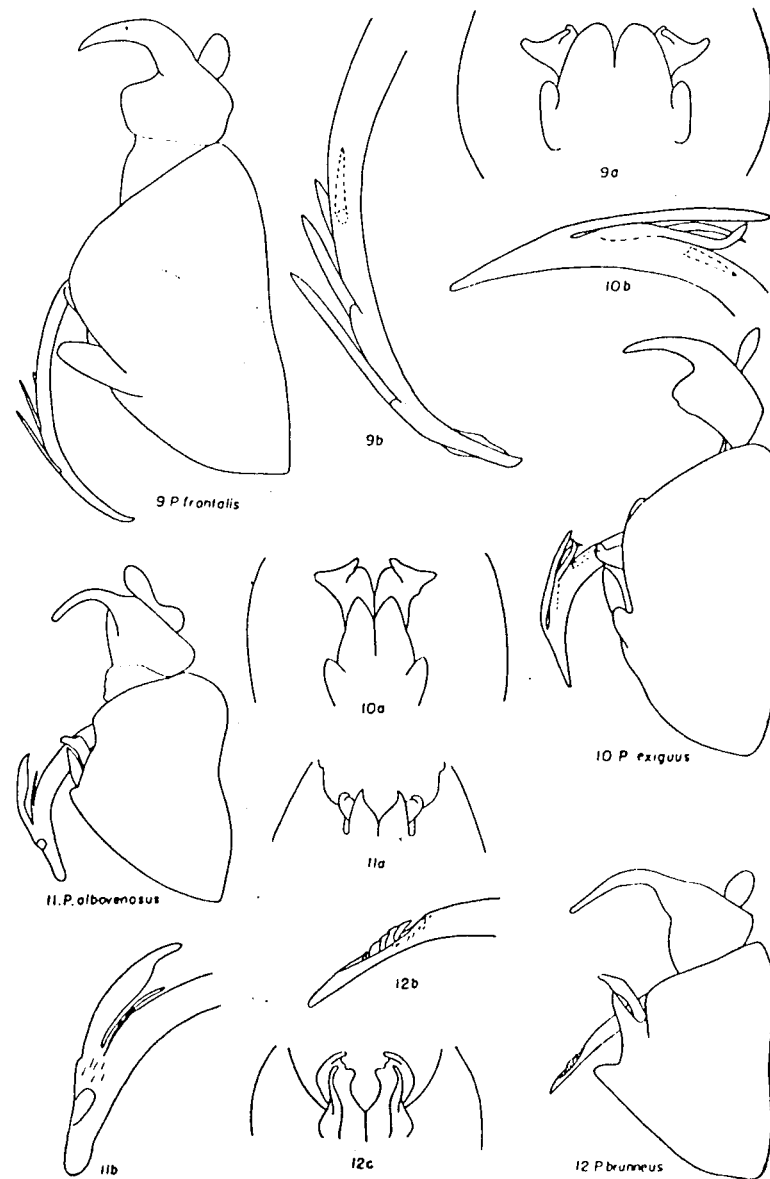 9a
10b
9b
9 P frontalis
10a
10 P. exiguus
11a
11. P. albovenosus
12b
11b
12c
12 P brunneus